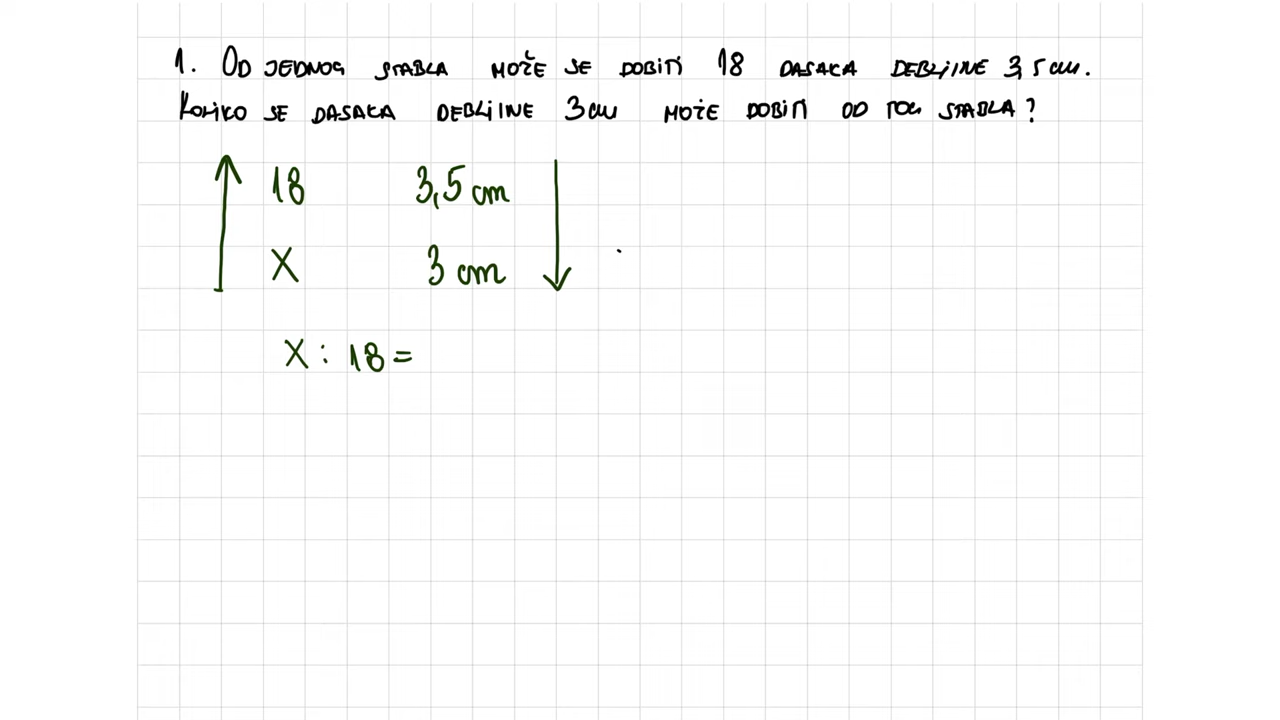 1. OD JEDNOG STABLA MOŽE SE DOBITI 18 DASAKA DEBLJINE 3,5 cm.
KOLIKO SE DASAKA DEBLJINE 3 cm MOŽE DOBITI OD TOG STABLA?
18 3,5 cm
X 3 cm
X : 18 =